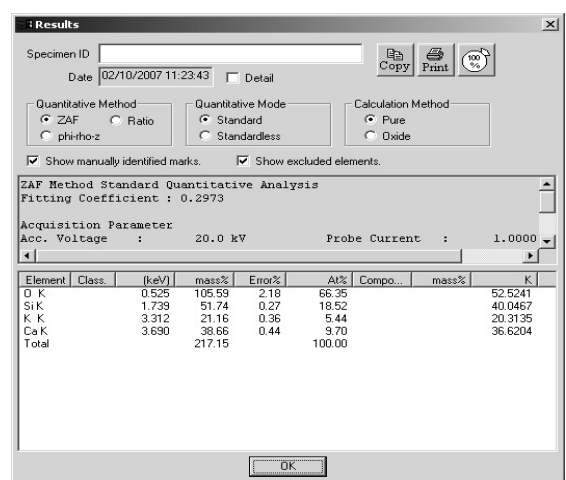 Results
Specimen ID
Copy
Print
100
%
Date 02/10/2007 11:23:43 Detail
Quantitative Method Quantitative Mode Calculation Method
ZAF Ratio Standard Pure
phi-rho-z Standardless Oxide
Show manually identified marks. Show excluded elements.
ZAF Method Standard Quantitative Analysis
Fitting Coefficient : 0.2973
Acquisition Parameter
Acc. Voltage : 20.0 kV Probe Current : 1.0000
Element Class. (keV) mass% Error% At% Compo... mass% K
O K 0.525 105.59 2.18 66.35 52.5241
Si K 1.739 51.74 0.27 18.52 40.0467
K K 3.312 21.16 0.36 5.44 20.3135
Ca K 3.690 38.66 0.44 9.70 36.6204
Total 217.15 100.00
OK